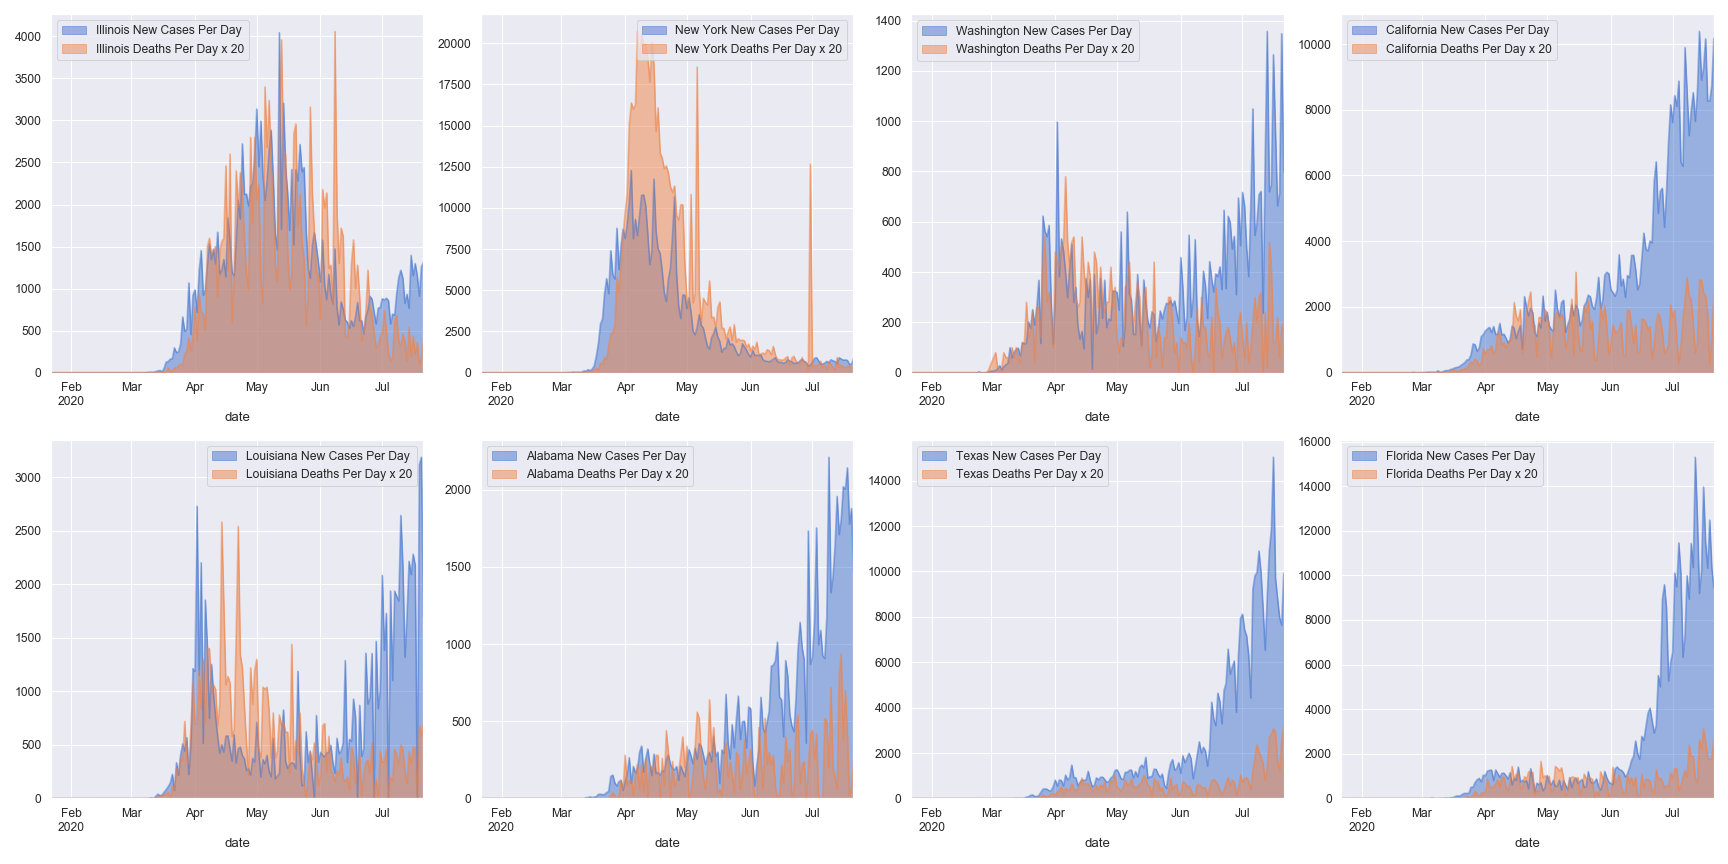 Illinois New Cases Per Day
Illinois Deaths Per Day x 20
4000
3500
3000
2500
2000
1500
1000
500
0
Feb Mar Apr May Jun Jul
2020
date
New York New Cases Per Day
New York Deaths Per Day x 20
20000
17500
15000
12500
10000
7500
5000
2500
0
Feb Mar Apr May Jun Jul
2020
date
Washington New Cases Per Day
Washington Deaths Per Day x 20
1400
1200
1000
800
600
400
200
0
Feb Mar Apr May Jun Jul
2020
date
California New Cases Per Day
California Deaths Per Day x 20
10000
8000
6000
4000
2000
0
Feb Mar Apr May Jun Jul
2020
date
Louisiana New Cases Per Day
Louisiana Deaths Per Day x 20
3000
2500
2000
1500
1000
500
0
Feb Mar Apr May Jun Jul
2020
date
Alabama New Cases Per Day
Alabama Deaths Per Day x 20
2000
1500
1000
500
0
Feb Mar Apr May Jun Jul
2020
date
Texas New Cases Per Day
Texas Deaths Per Day x 20
14000
12000
10000
8000
6000
4000
2000
0
Feb Mar Apr May Jun Jul
2020
date
Florida New Cases Per Day
Florida Deaths Per Day x 20
16000
14000
12000
10000
8000
6000
4000
2000
0
Feb Mar Apr May Jun Jul
2020
date